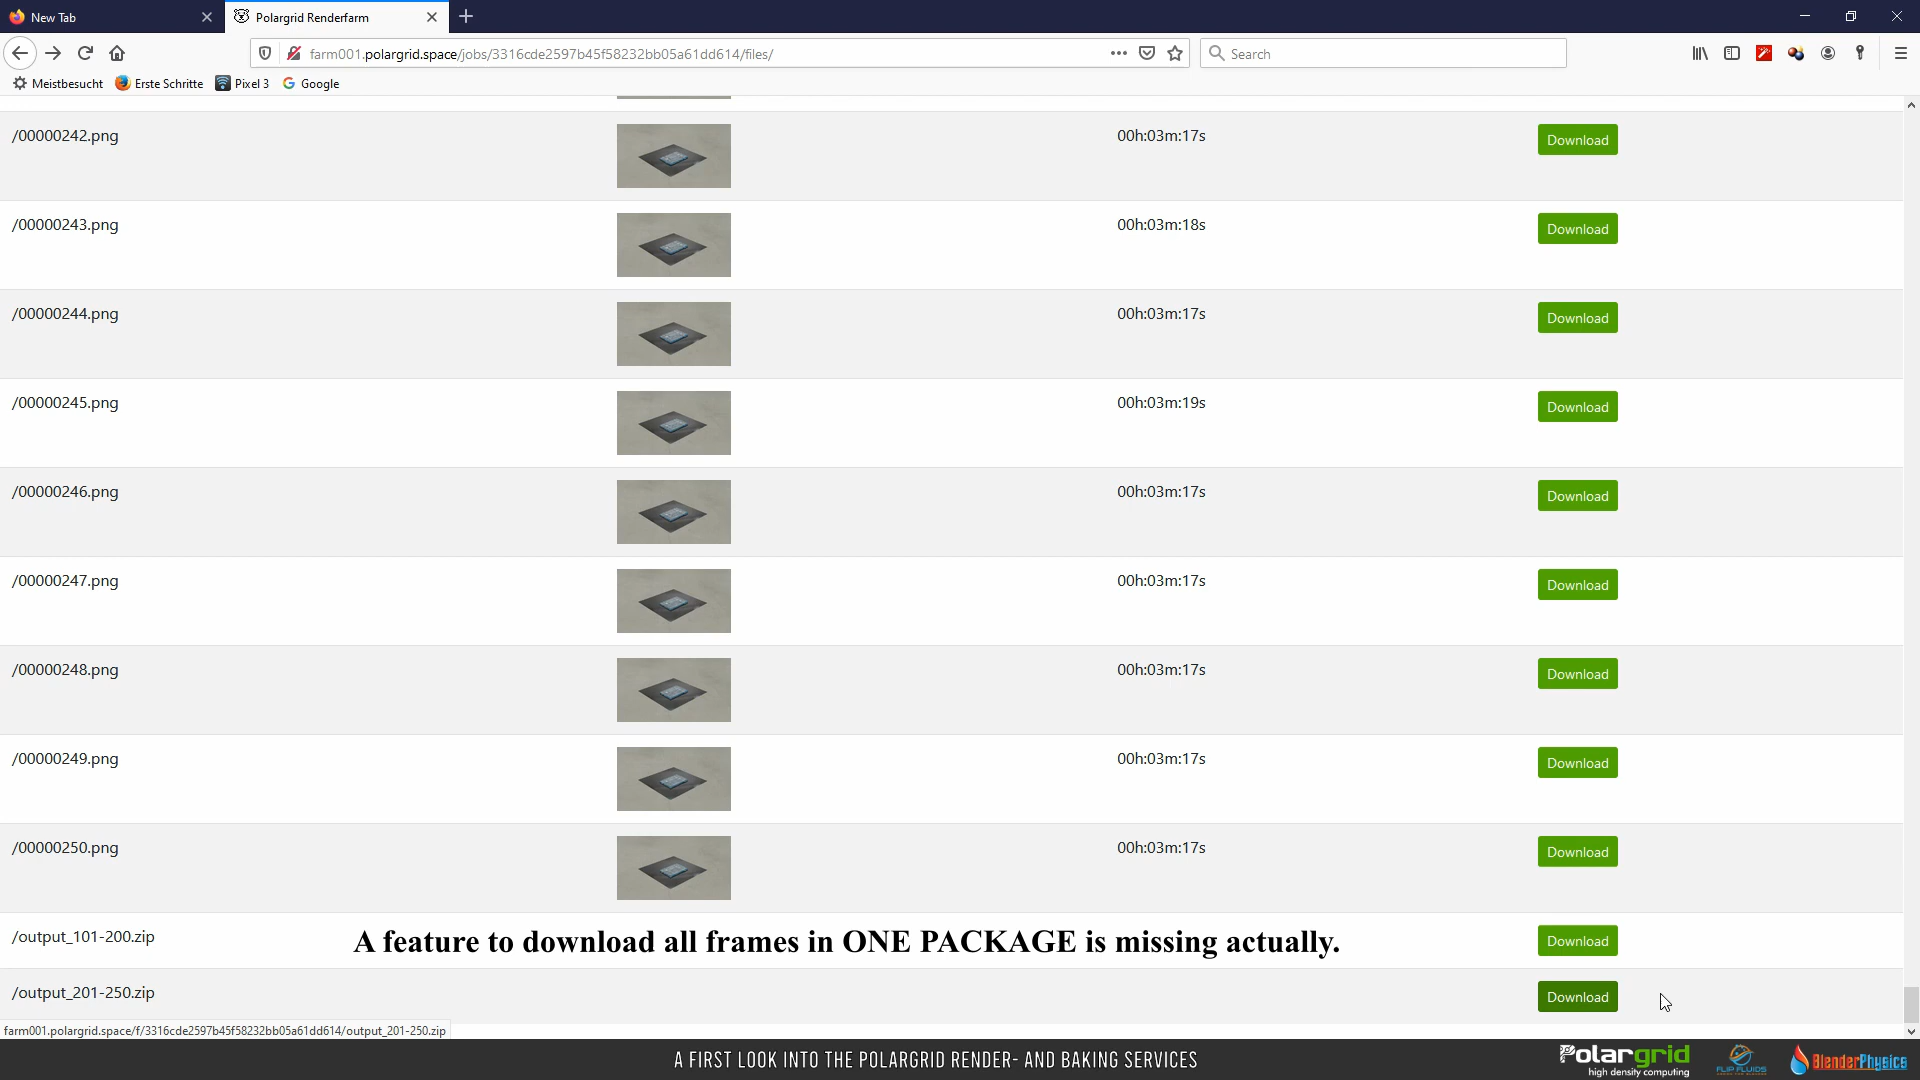 New Tab
Polargrid Renderfarm
farm001.polargrid.space/jobs/3316cde2597b45f58232bb05a61dd614/files/
Search
Meistbesucht
Erste Schritte
Pixel 3
Google
/00000242.png 00h:03m:17s Download
/00000243.png 00h:03m:18s Download
/00000244.png 00h:03m:17s Download
/00000245.png 00h:03m:19s Download
/00000246.png 00h:03m:17s Download
/00000247.png 00h:03m:17s Download
/00000248.png 00h:03m:17s Download
/00000249.png 00h:03m:17s Download
/00000250.png 00h:03m:17s Download
/output_101-200.zip A feature to download all frames in ONE PACKAGE is missing actually. Download
/output_201-250.zip Download
farm001.polargrid.space/f/3316cde2597b45f58232bb05a61dd614/output_201-250.zip
A FIRST LOOK INTO THE POLARGRID RENDER- AND BAKING SERVICES
Polargrid
high density computing
FLIP FLUIDS
BlenderPhysics